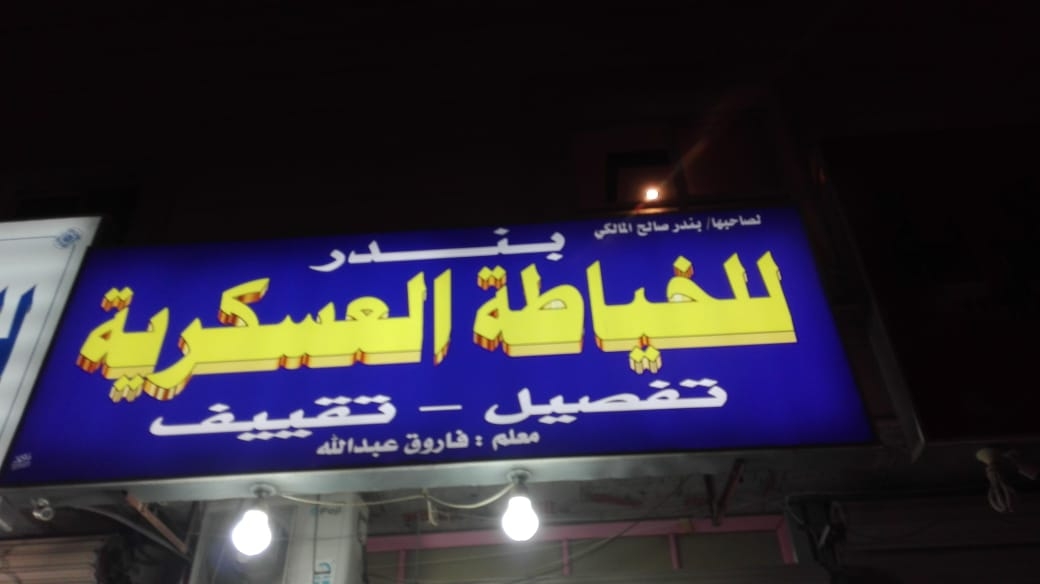 لصاحبها/ بندر صالح المالكي
بندر
للخياطة العسكرية
تفصيل - تقييف
معلم : فاروق عبدالله